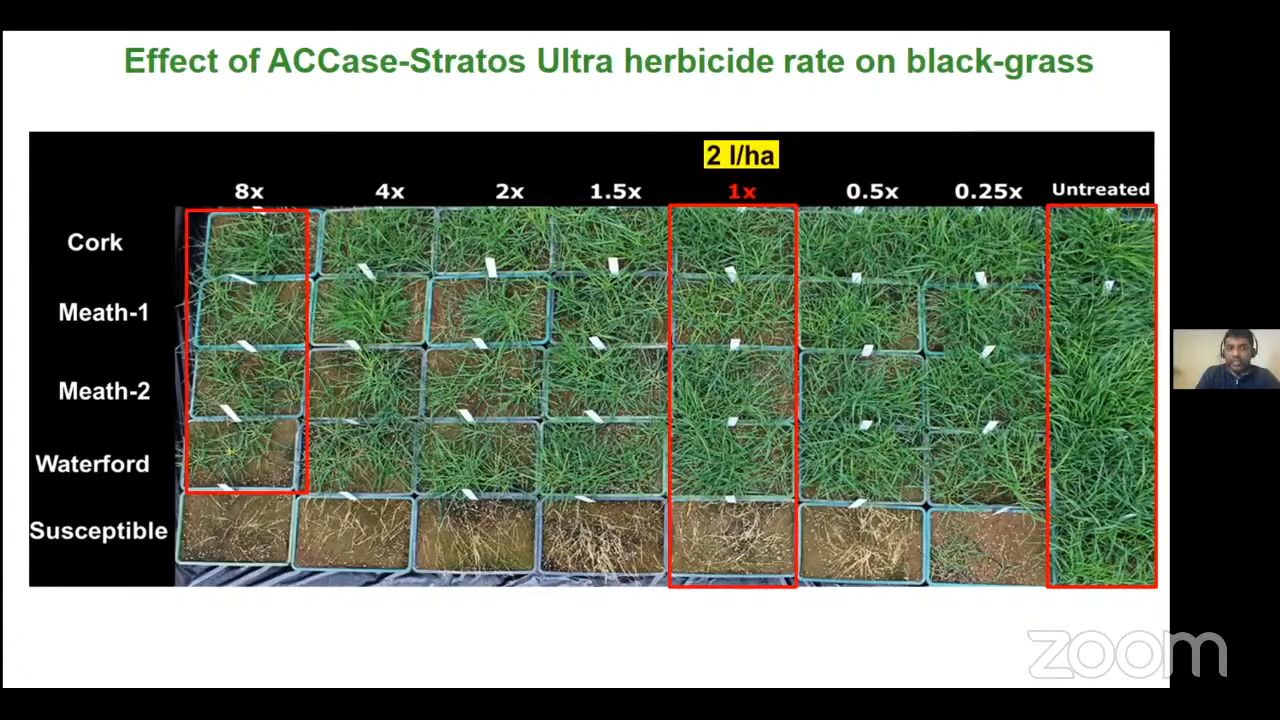 Effect of ACCase-Stratos Ultra herbicide rate on black-grass
2 l/ha
8x 4x 2x 1.5x 1x 0.5x 0.25x Untreated
Cork
Meath-1
Meath-2
Waterford
Susceptible
zoom